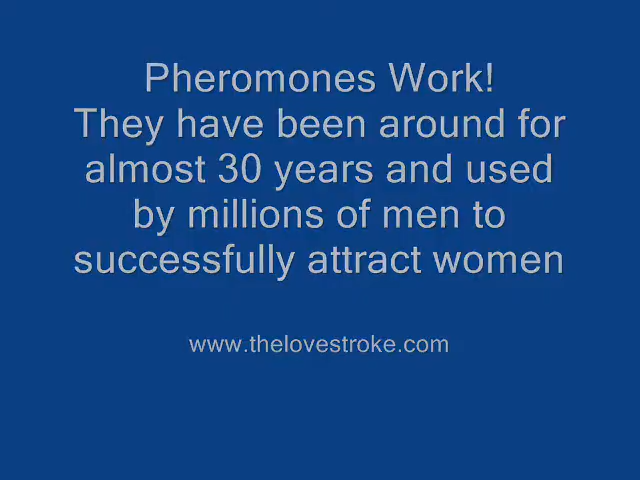 Pheromones Work!
They have been around for
almost 30 years and used
by millions of men to
successfully attract women
www.thelovestroke.com